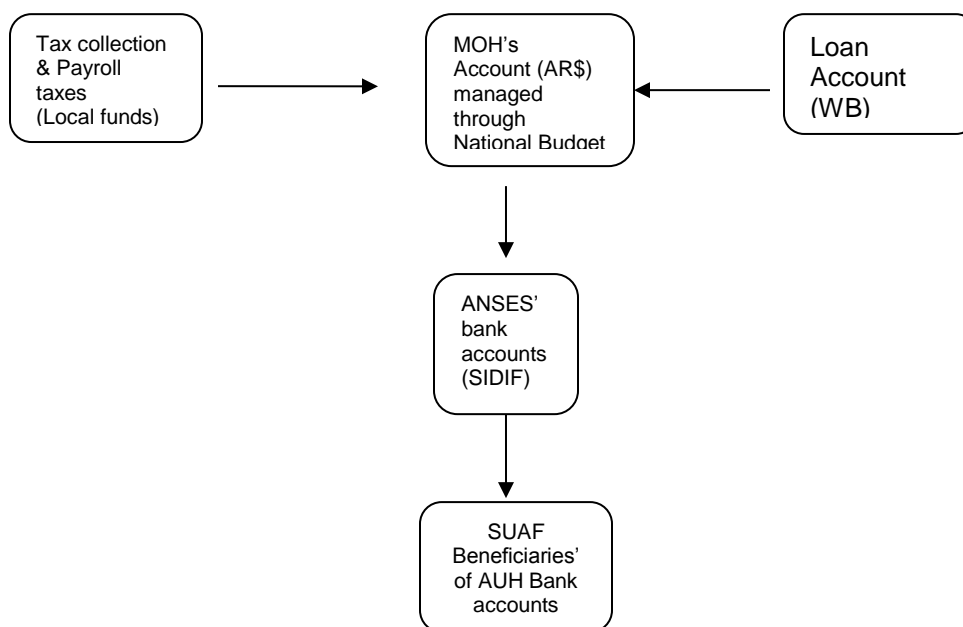 Tax collection
& Payroll
taxes
(Local funds)
MOH's
Account (AR$)
managed
through
National Budget
Loan
Account
(WB)
ANSES'
bank
accounts
(SIDIF)
SUAF
Beneficiaries'
of AUH Bank
accounts